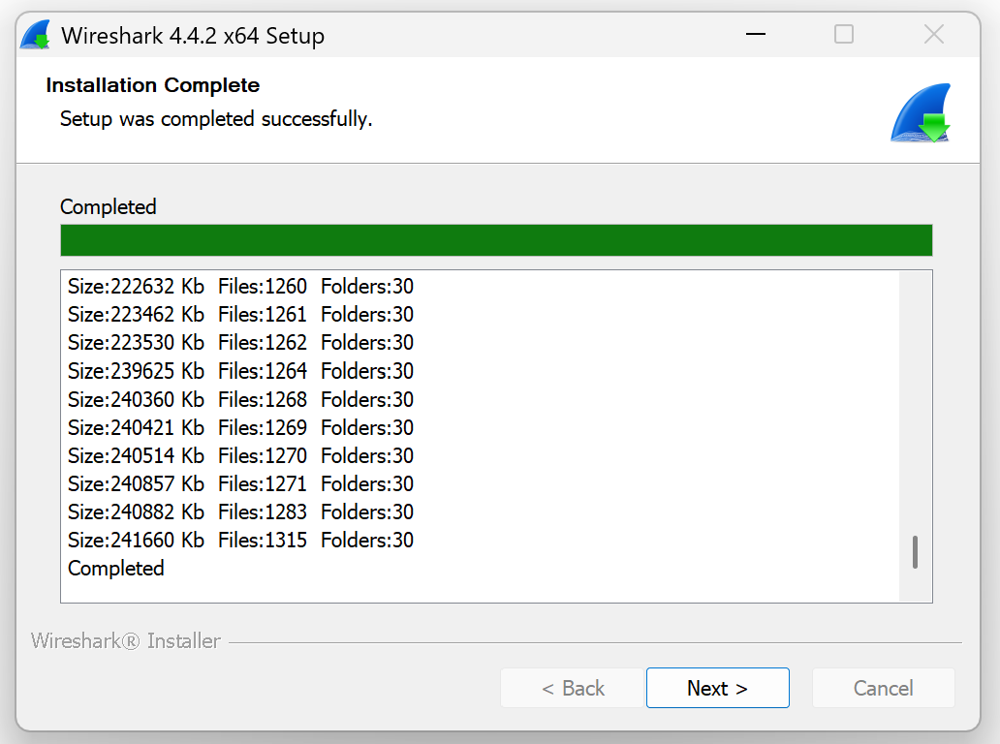 Wireshark 4.4.2 x64 Setup
Installation Complete
Setup was completed successfully.
Completed
Size:222632 Kb  Files:1260  Folders:30
Size:223462 Kb  Files:1261  Folders:30
Size:223530 Kb  Files:1262  Folders:30
Size:239625 Kb  Files:1264  Folders:30
Size:240360 Kb  Files:1268  Folders:30
Size:240421 Kb  Files:1269  Folders:30
Size:240514 Kb  Files:1270  Folders:30
Size:240857 Kb  Files:1271  Folders:30
Size:240882 Kb  Files:1283  Folders:30
Size:241660 Kb  Files:1315  Folders:30
Completed
Wireshark® Installer
< Back  Next >  Cancel